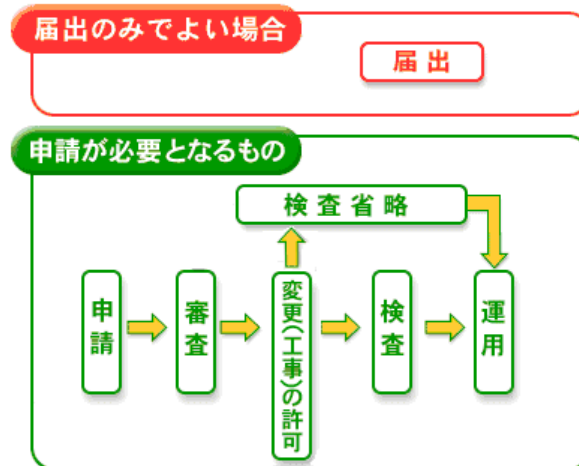 届出のみでよい場合
届出
申請が必要となるもの
検査省略
申請
審査
変更(工事)の許可
検査
運用